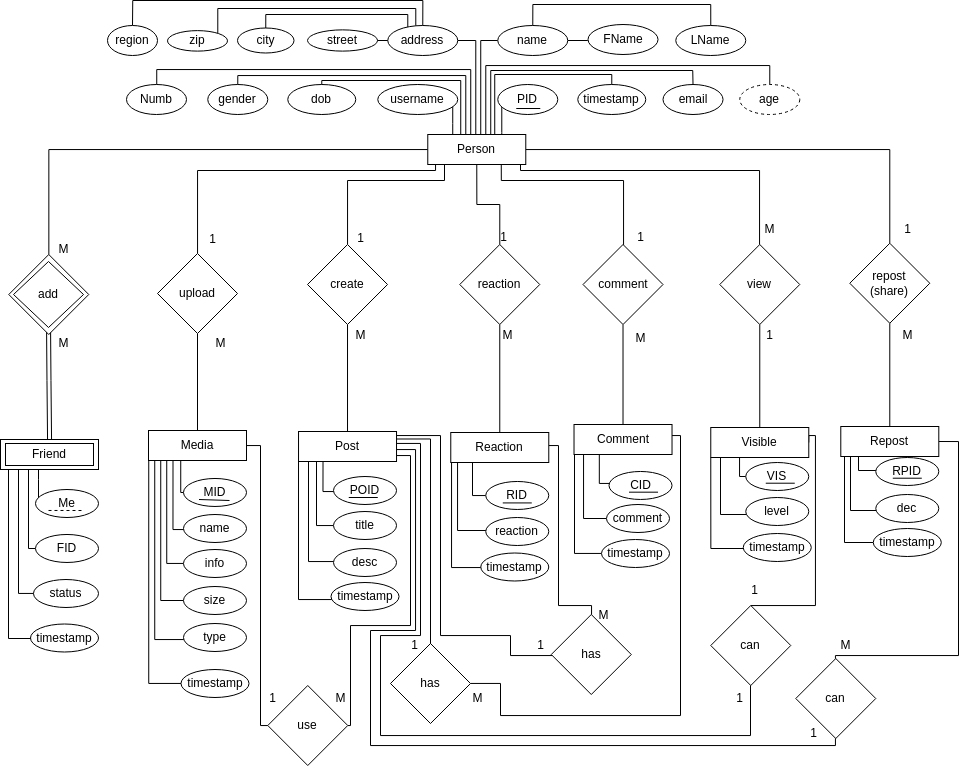 region
zip
city
street
address
name
FName
LName
Numb
gender
dob
username
PID
timestamp
email
age
Person
M
1
1
1
1
M
1
add
upload
create
reaction
comment
view
repost
(share)
M
M
M
M
M
1
M
Friend
Media
Post
Reaction
Comment
Visible
Repost
Me
MID
POID
RID
CID
VIS
RPID
FID
name
title
reaction
comment
level
dec
status
info
desc
timestamp
timestamp
timestamp
timestamp
timestamp
size
timestamp
type
timestamp
1
M
has
1
M
can
1
M
can
1
1
has
M
1
use
M
1